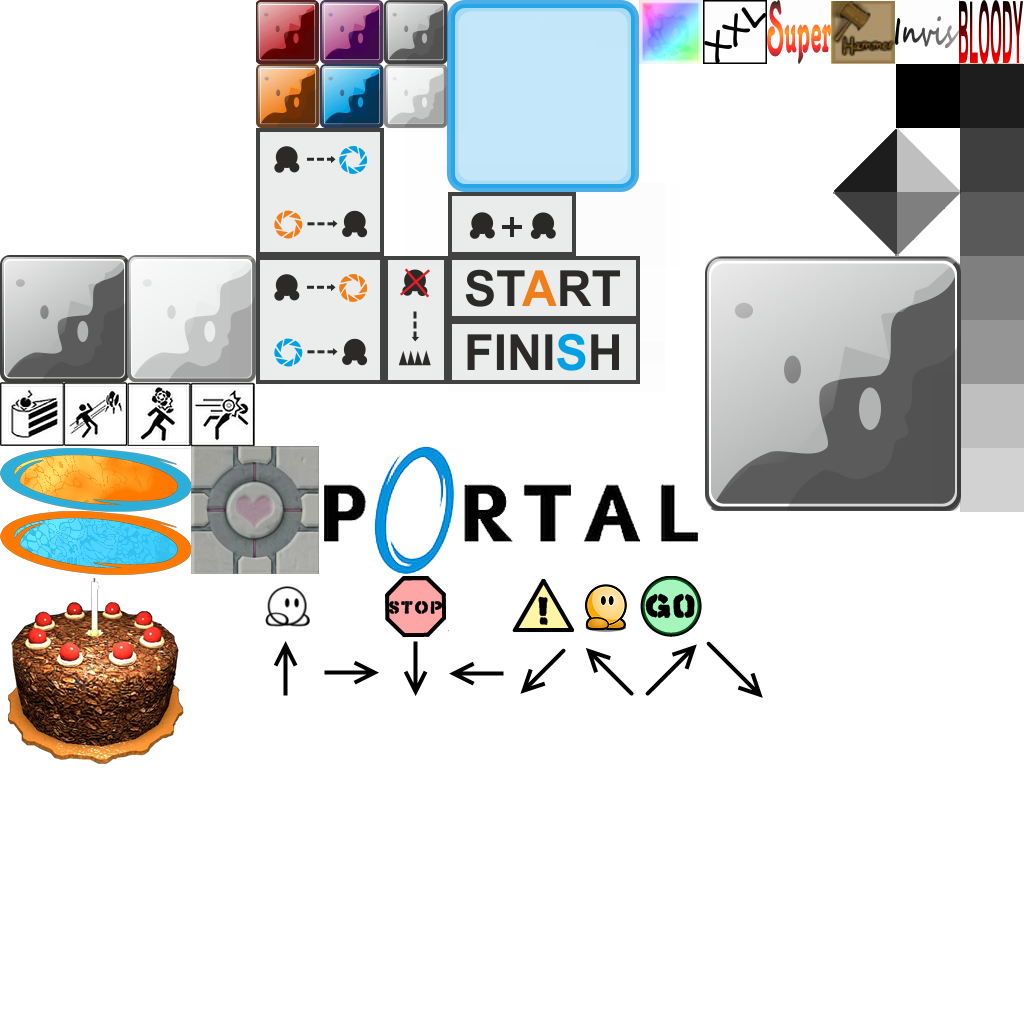 XXL
Super
Hammer
Invis
BLOODY
START
FINISH
PORTAL
STOP
!
GO